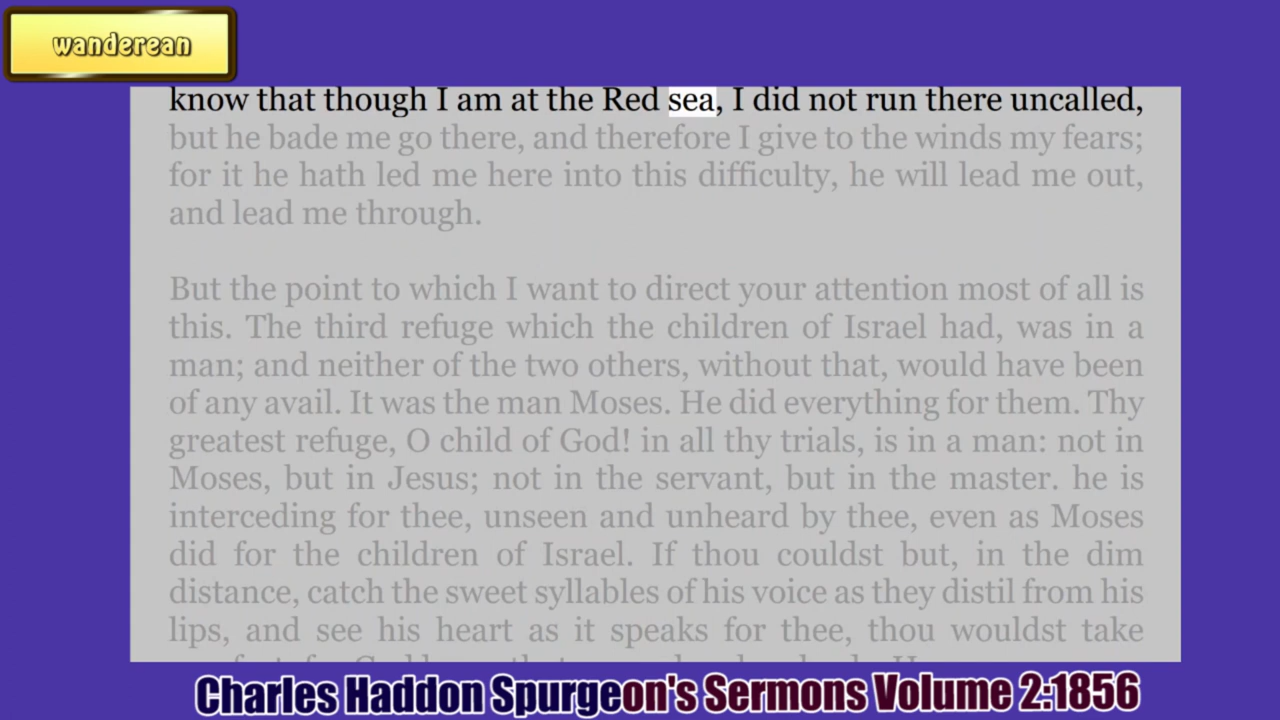 wanderean
know that though I am at the Red sea, I did not run there uncalled,
but he bade me go there, and therefore I give to the winds my fears;
for it he hath led me here into this difficulty, he will lead me out,
and lead me through.
But the point to which I want to direct your attention most of all is
this. The third refuge which the children of Israel had, was in a
man; and neither of the two others, without that, would have been
of any avail. It was the man Moses. He did everything for them. Thy
greatest refuge, O child of God! in all thy trials, is in a man: not in
Moses, but in Jesus; not in the servant, but in the master. he is
interceding for thee, unseen and unheard by thee, even as Moses
did for the children of Israel. If thou couldst but, in the dim
distance, catch the sweet syllables of his voice as they distil from his
lips, and see his heart as it speaks for thee, thou wouldst take
Charles Haddon Spurgeon's Sermons Volume 2:1856